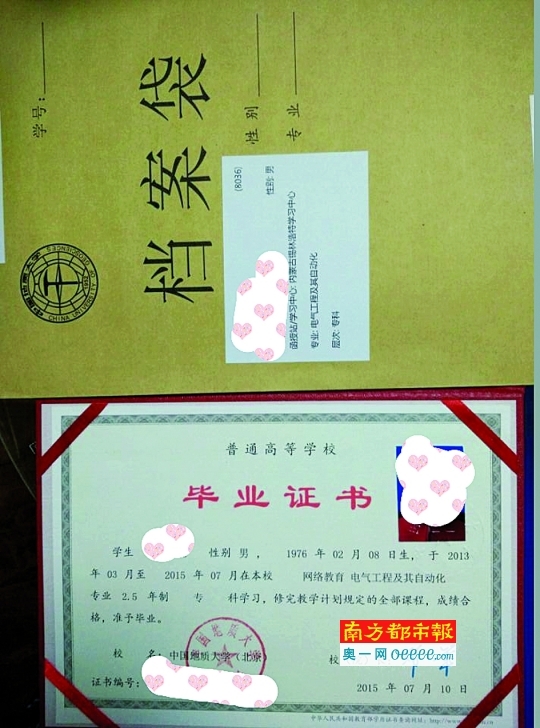 学号:
档案袋
性别
专业
CHINA UNIVERSITY OF GEOSCIENCES
(8036)
性别: 男
函授站/学习中心: 内蒙古锡林浩特学习中心
专业: 电气工程及其自动化
层次: 专科
普通高等学校
毕业证书
学生 性别 男 , 1976 年 02 月 08 日生，于 2013
年 03 月至 2015 年 07 月在本校 网络教育 电气工程及其自动化
专业 2.5 年制 专 科学习，修完教学计划规定的全部课程，成绩合
格，准予毕业。
校 名: 中国地质大学（北京） 校
证书编号:
2015 年 07 月 10 日
南方都市報
奥一网 oeeee.com